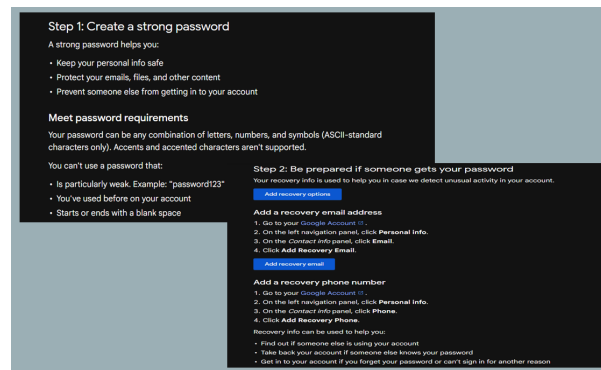 Step 1: Create a strong password
A strong password helps you:
• Keep your personal info safe
• Protect your emails, files, and other content
• Prevent someone else from getting in to your account
Meet password requirements
Your password can be any combination of letters, numbers, and symbols (ASCII-standard
characters only). Accents and accented characters aren't supported.
You can't use a password that:
• Is particularly weak. Example: "password123"
• You've used before on your account
• Starts or ends with a blank space
Step 2: Be prepared if someone gets your password
Your recovery info is used to help you in case we detect unusual activity in your account.
Add recovery options
Add a recovery email address
1. Go to your Google Account.
2. On the left navigation panel, click Personal info.
3. On the Contact info panel, click Email.
4. Click Add Recovery Email.
Add recovery email
Add a recovery phone number
1. Go to your Google Account.
2. On the left navigation panel, click Personal info.
3. On the Contact info panel, click Phone.
4. Click Add Recovery Phone.
Recovery info can be used to help you:
• Find out if someone else is using your account
• Take back your account if someone else knows your password
• Get in to your account if you forget your password or can't sign in for another reason